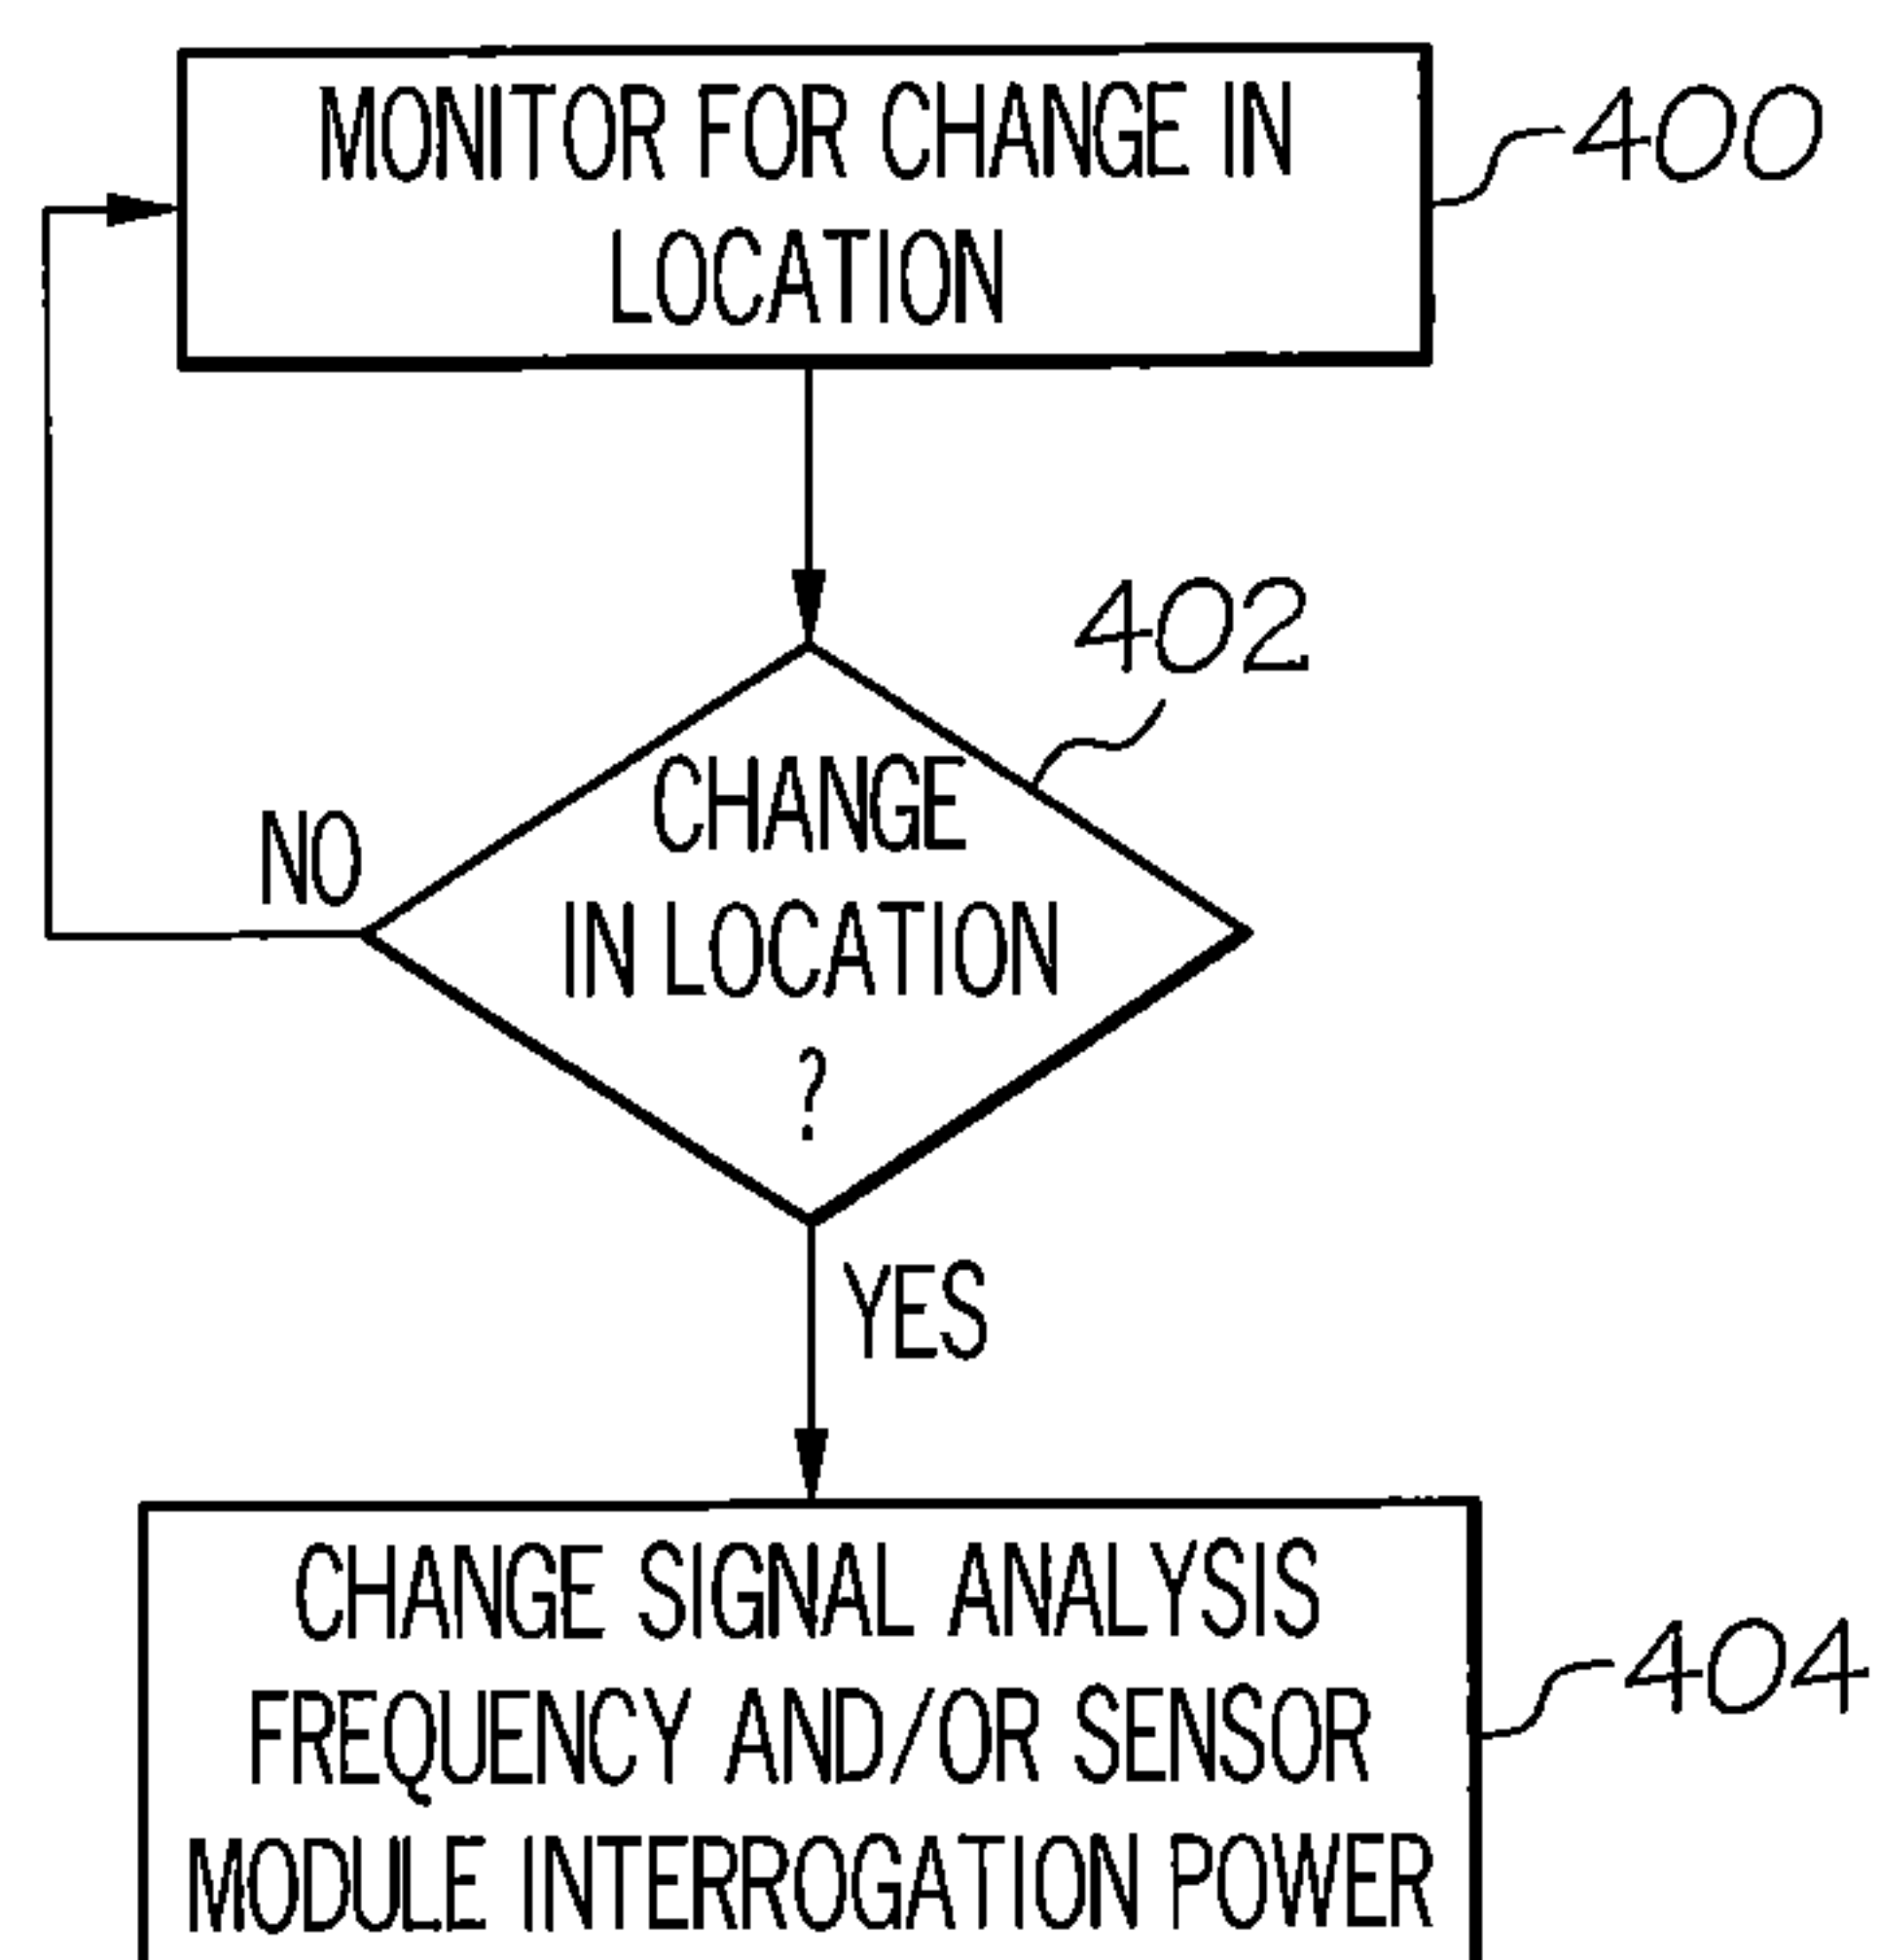 MONITOR FOR CHANGE IN
LOCATION
400
402
CHANGE
IN LOCATION
?
NO
YES
CHANGE SIGNAL ANALYSIS
FREQUENCY AND/OR SENSOR
MODULE INTERROGATION POWER
404